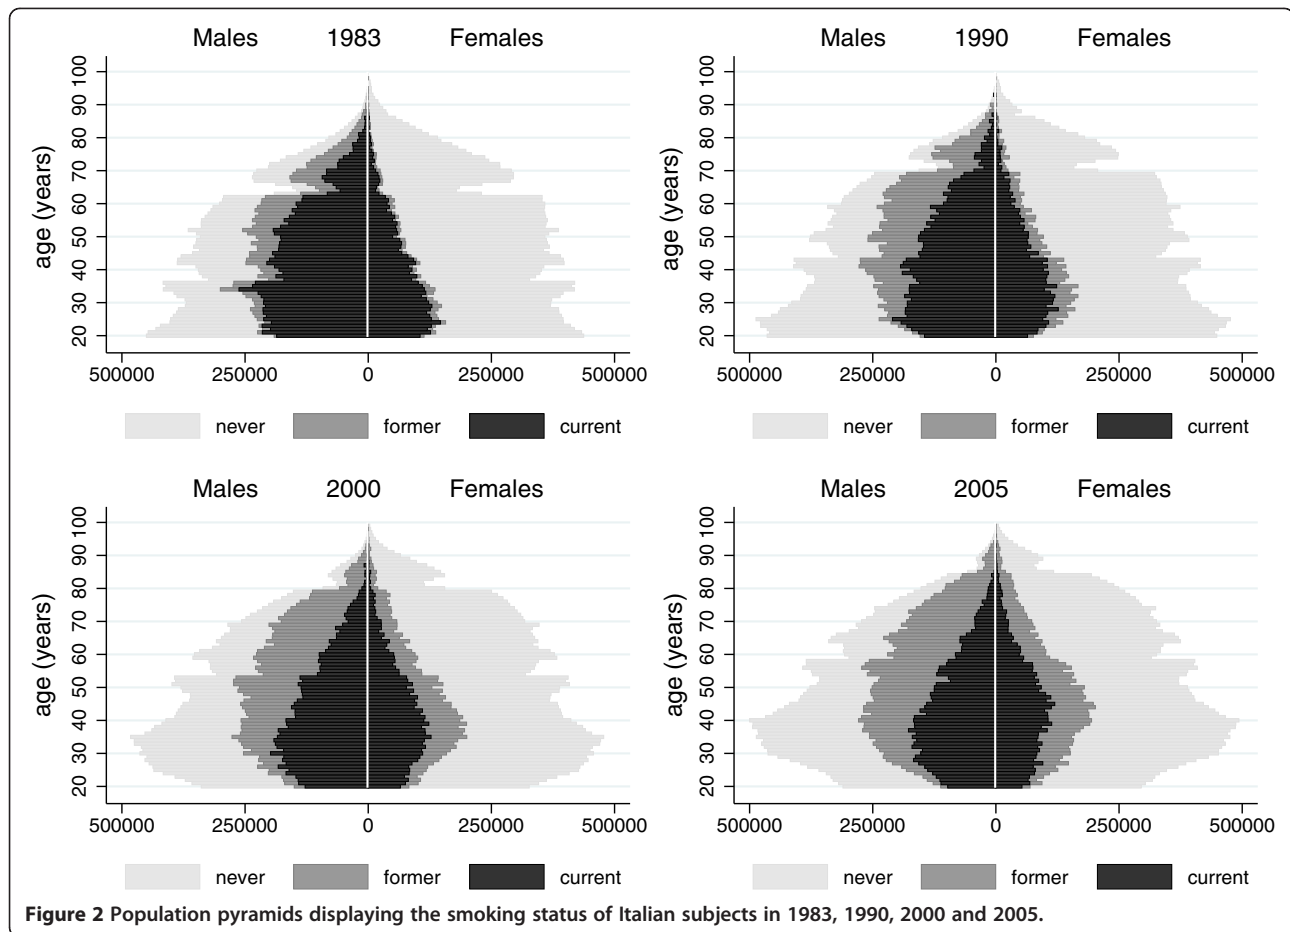 Males 1983 Females
age (years)
100
90
80
70
60
50
40
30
20
500000 250000 0 250000 500000
never former current
Males 1990 Females
age (years)
100
90
80
70
60
50
40
30
20
500000 250000 0 250000 500000
never former current
Males 2000 Females
age (years)
100
90
80
70
60
50
40
30
20
500000 250000 0 250000 500000
never former current
Males 2005 Females
age (years)
100
90
80
70
60
50
40
30
20
500000 250000 0 250000 500000
never former current
Figure 2 Population pyramids displaying the smoking status of Italian subjects in 1983, 1990, 2000 and 2005.